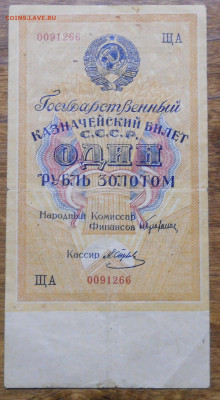 COINS.LAVE.RU
0091266 ЩА
Государственный
КАЗНАЧЕЙСКИЙ БИЛЕТ
С.С.С.Р.
ОДИН
РУБЛЬ ЗОЛОТОМ
Народный Комиссар
Финансов
Кассир
ЩА 0091266